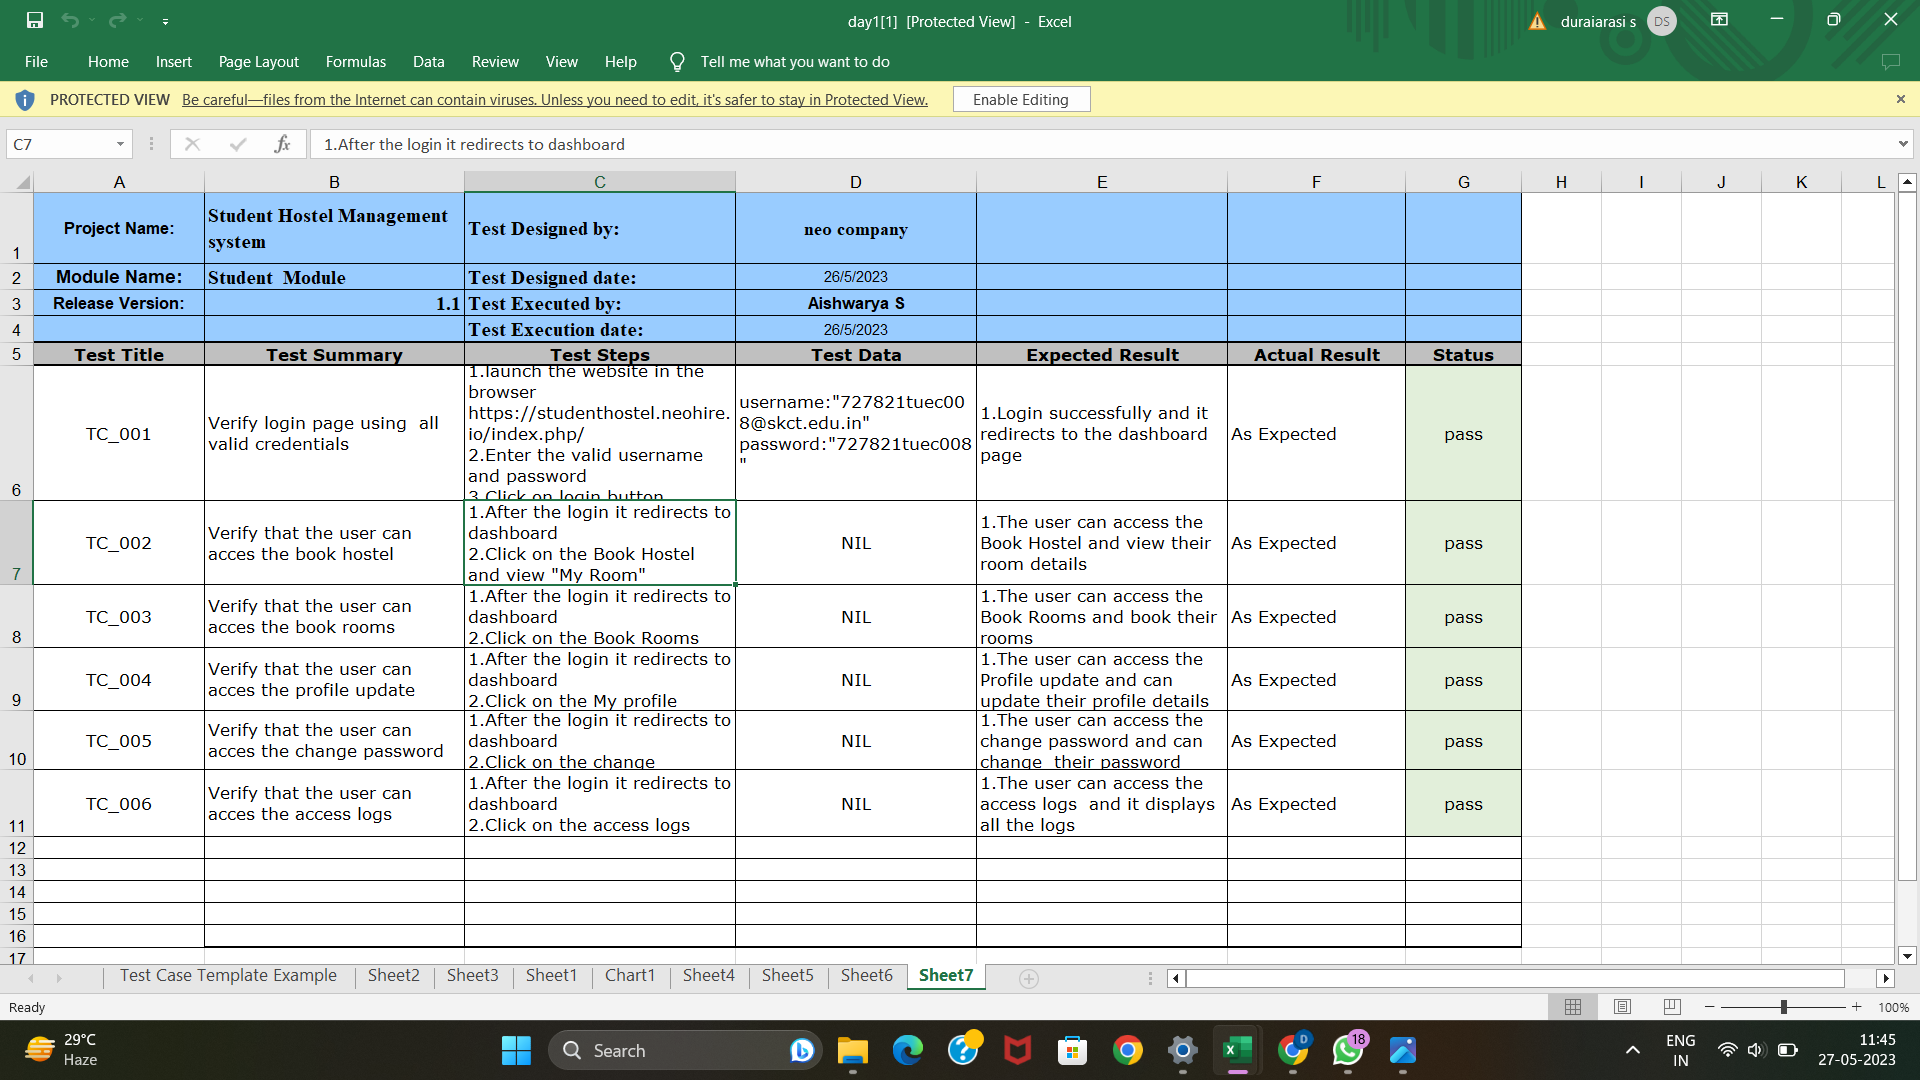 day1[1]  [Protected View]  -  Excel
duraiarasi s
DS
File Home Insert Page Layout Formulas Data Review View Help Tell me what you want to do
PROTECTED VIEW Be careful—files from the Internet can contain viruses. Unless you need to edit, it's safer to stay in Protected View. Enable Editing
C7 fx 1.After the login it redirects to dashboard
A B C D E F G H I J K L
1
Project Name:
Student Hostel Management
system
Test Designed by:
neo company
2 Module Name: Student  Module Test Designed date: 26/5/2023
3 Release Version: 1.1 Test Executed by: Aishwarya S
4 Test Execution date: 26/5/2023
5 Test Title Test Summary Test Steps Test Data Expected Result Actual Result Status
6
TC_001
Verify login page using  all
valid credentials
1.launch the website in the
browser
https://studenthostel.neohire.
io/index.php/
2.Enter the valid username
and password
3.Click on login button
username:"727821tuec00
8@skct.edu.in"
password:"727821tuec008
"
1.Login successfully and it
redirects to the dashboard
page
As Expected
pass
7
TC_002
Verify that the user can
acces the book hostel
1.After the login it redirects to
dashboard
2.Click on the Book Hostel
and view "My Room"
NIL
1.The user can access the
Book Hostel and view their
room details
As Expected
pass
8
TC_003
Verify that the user can
acces the book rooms
1.After the login it redirects to
dashboard
2.Click on the Book Rooms
NIL
1.The user can access the
Book Rooms and book their
rooms
As Expected
pass
9
TC_004
Verify that the user can
acces the profile update
1.After the login it redirects to
dashboard
2.Click on the My profile
NIL
1.The user can access the
Profile update and can
update their profile details
As Expected
pass
10
TC_005
Verify that the user can
acces the change password
1.After the login it redirects to
dashboard
2.Click on the change
NIL
1.The user can access the
change password and can
change  their password
As Expected
pass
11
TC_006
Verify that the user can
acces the access logs
1.After the login it redirects to
dashboard
2.Click on the access logs
NIL
1.The user can access the
access logs  and it displays
all the logs
As Expected
pass
12
13
14
15
16
17
Test Case Template Example Sheet2 Sheet3 Sheet1 Chart1 Sheet4 Sheet5 Sheet6 Sheet7
Ready
100%
29°C
Haze
Search
D
18
ENG
IN
11:45
27-05-2023